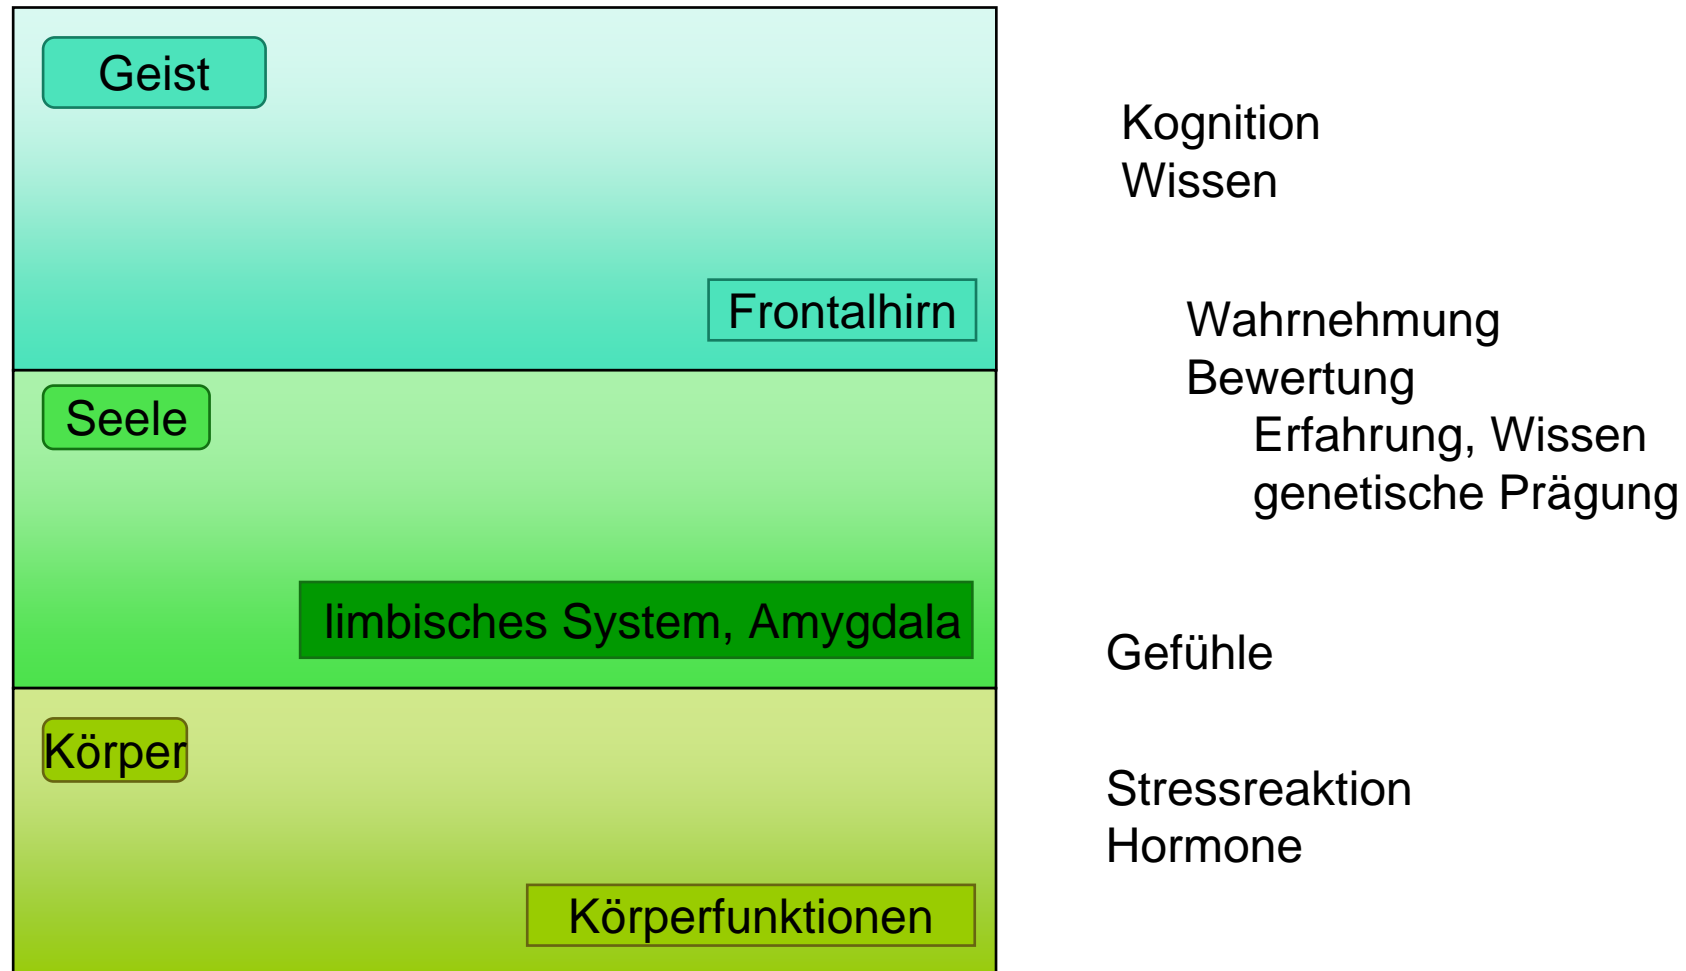 Geist
Kognition
Wissen
Frontalhirn
Wahrnehmung
Bewertung
Erfahrung, Wissen
genetische Prägung
Seele
limbisches System, Amygdala
Gefühle
Körper
Stressreaktion
Hormone
Körperfunktionen